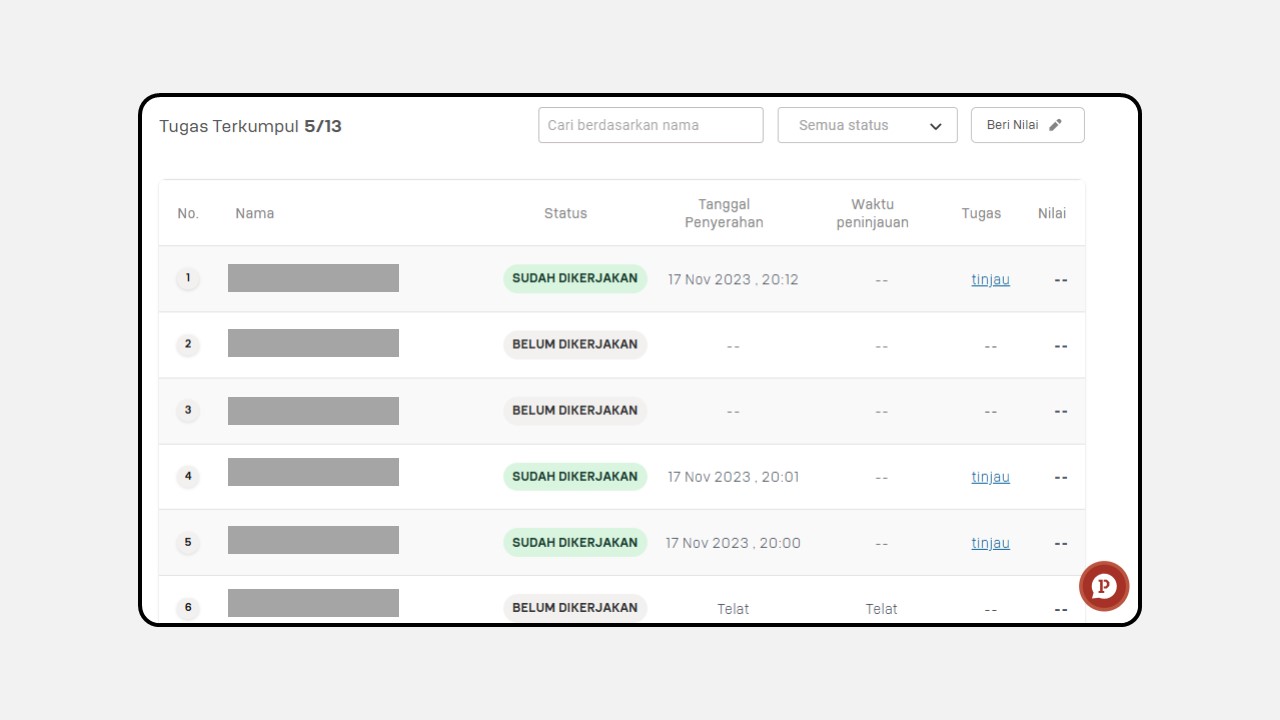 Tugas Terkumpul 5/13
Cari berdasarkan nama
Semua status
Beri Nilai
No. Nama Status Tanggal Penyerahan Waktu peninjauan Tugas Nilai
1 SUDAH DIKERJAKAN 17 Nov 2023 , 20:12 -- tinjau --
2 BELUM DIKERJAKAN -- -- -- --
3 BELUM DIKERJAKAN -- -- -- --
4 SUDAH DIKERJAKAN 17 Nov 2023 , 20:01 -- tinjau --
5 SUDAH DIKERJAKAN 17 Nov 2023 , 20:00 -- tinjau --
6 BELUM DIKERJAKAN Telat Telat -- --
P